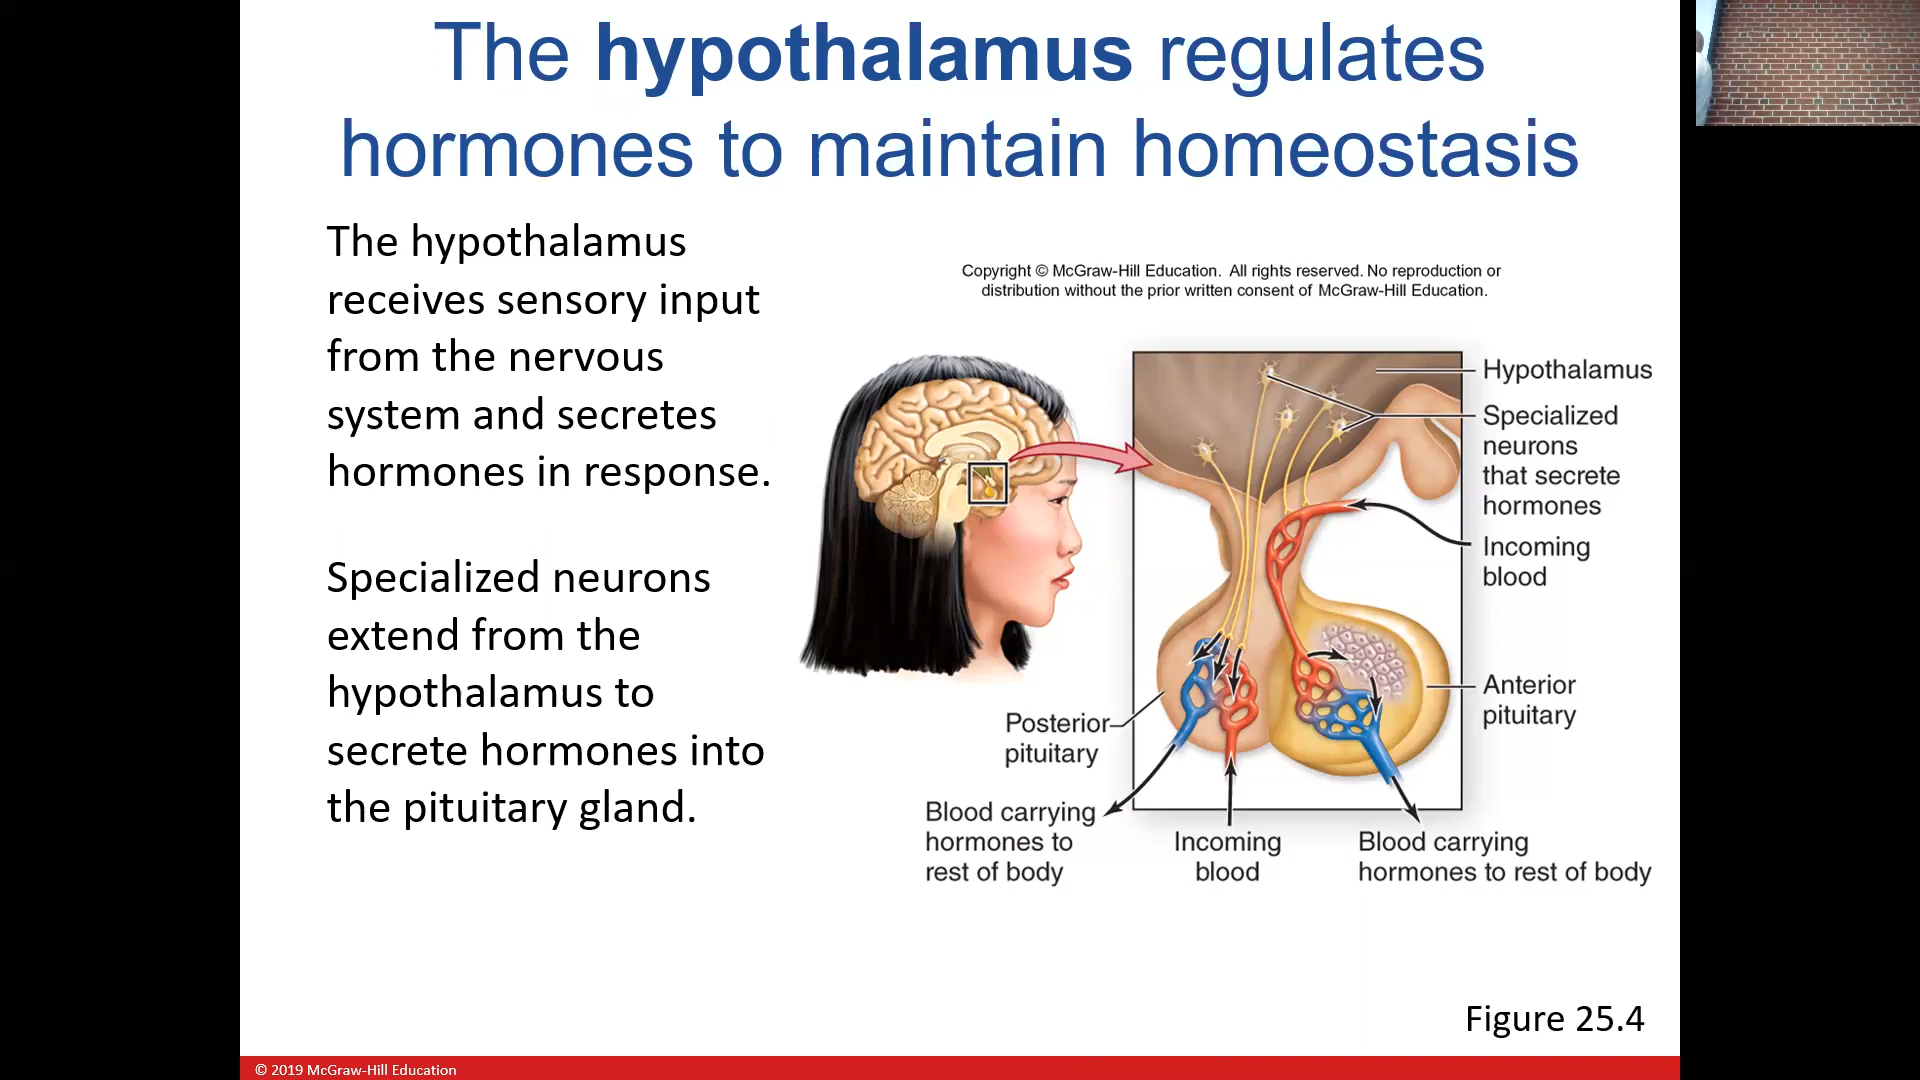 The hypothalamus regulates
hormones to maintain homeostasis
The hypothalamus
receives sensory input
from the nervous
system and secretes
hormones in response.
Specialized neurons
extend from the
hypothalamus to
secrete hormones into
the pituitary gland.
Copyright © McGraw-Hill Education. All rights reserved. No reproduction or
distribution without the prior written consent of McGraw-Hill Education.
Hypothalamus
Specialized
neurons
that secrete
hormones
Incoming
blood
Anterior
pituitary
Posterior
pituitary
Blood carrying
hormones to
rest of body
Incoming
blood
Blood carrying
hormones to rest of body
Figure 25.4
© 2019 McGraw-Hill Education